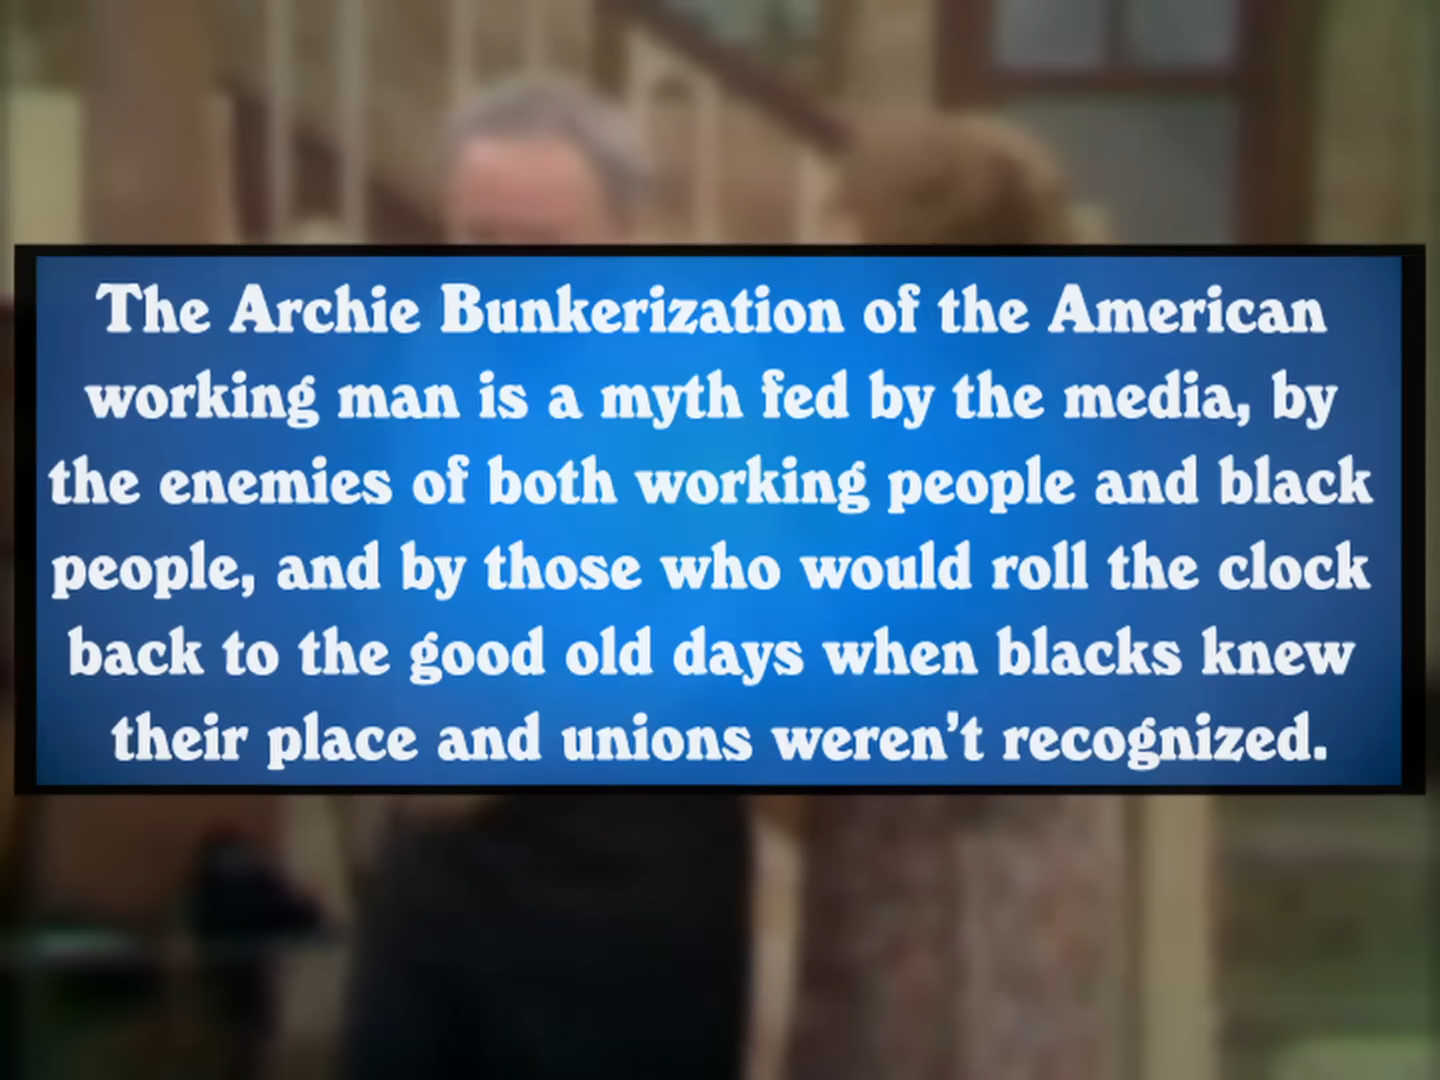 The Archie Bunkerization of the American
working man is a myth fed by the media, by
the enemies of both working people and black
people, and by those who would roll the clock
back to the good old days when blacks knew
their place and unions weren't recognized.